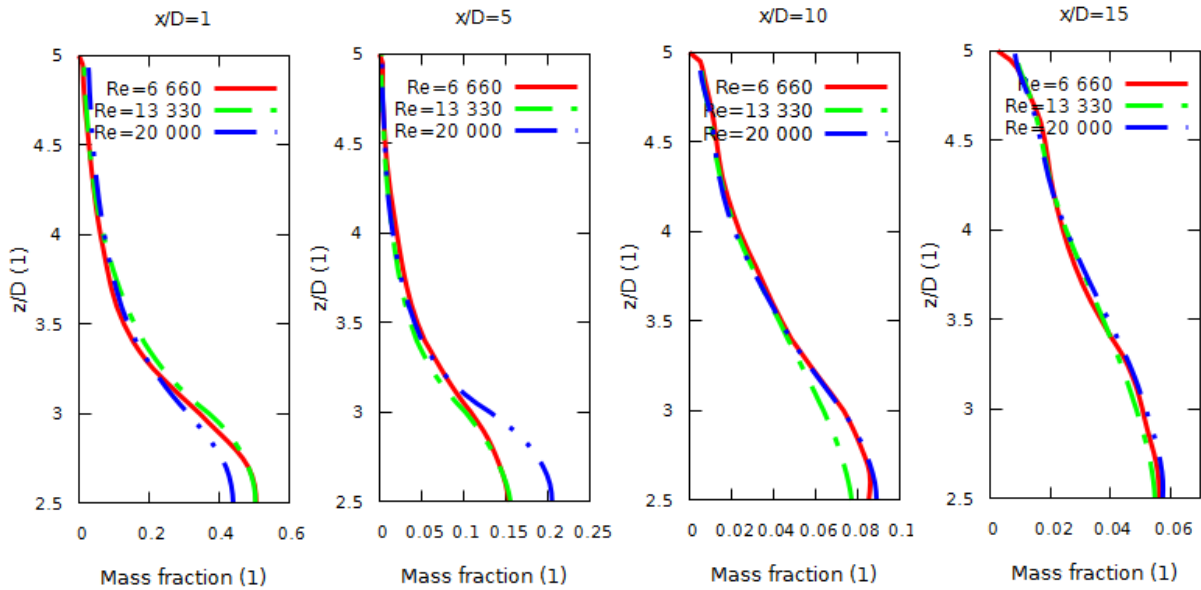 x/D=1
5
4.5
4
3.5
3
2.5
z/D (1)
Re=6 660
Re=13 330
Re=20 000
0 0.2 0.4 0.6
Mass fraction (1)
x/D=5
5
4.5
4
3.5
3
2.5
z/D (1)
Re=6 660
Re=13 330
Re=20 000
0 0.05 0.1 0.15 0.2 0.25
Mass fraction (1)
x/D=10
5
4.5
4
3.5
3
2.5
z/D (1)
Re=6 660
Re=13 330
Re=20 000
0 0.02 0.04 0.06 0.08 0.1
Mass fraction (1)
x/D=15
5
4.5
4
3.5
3
2.5
z/D (1)
Re=6 660
Re=13 330
Re=20 000
0 0.02 0.04 0.06
Mass fraction (1)